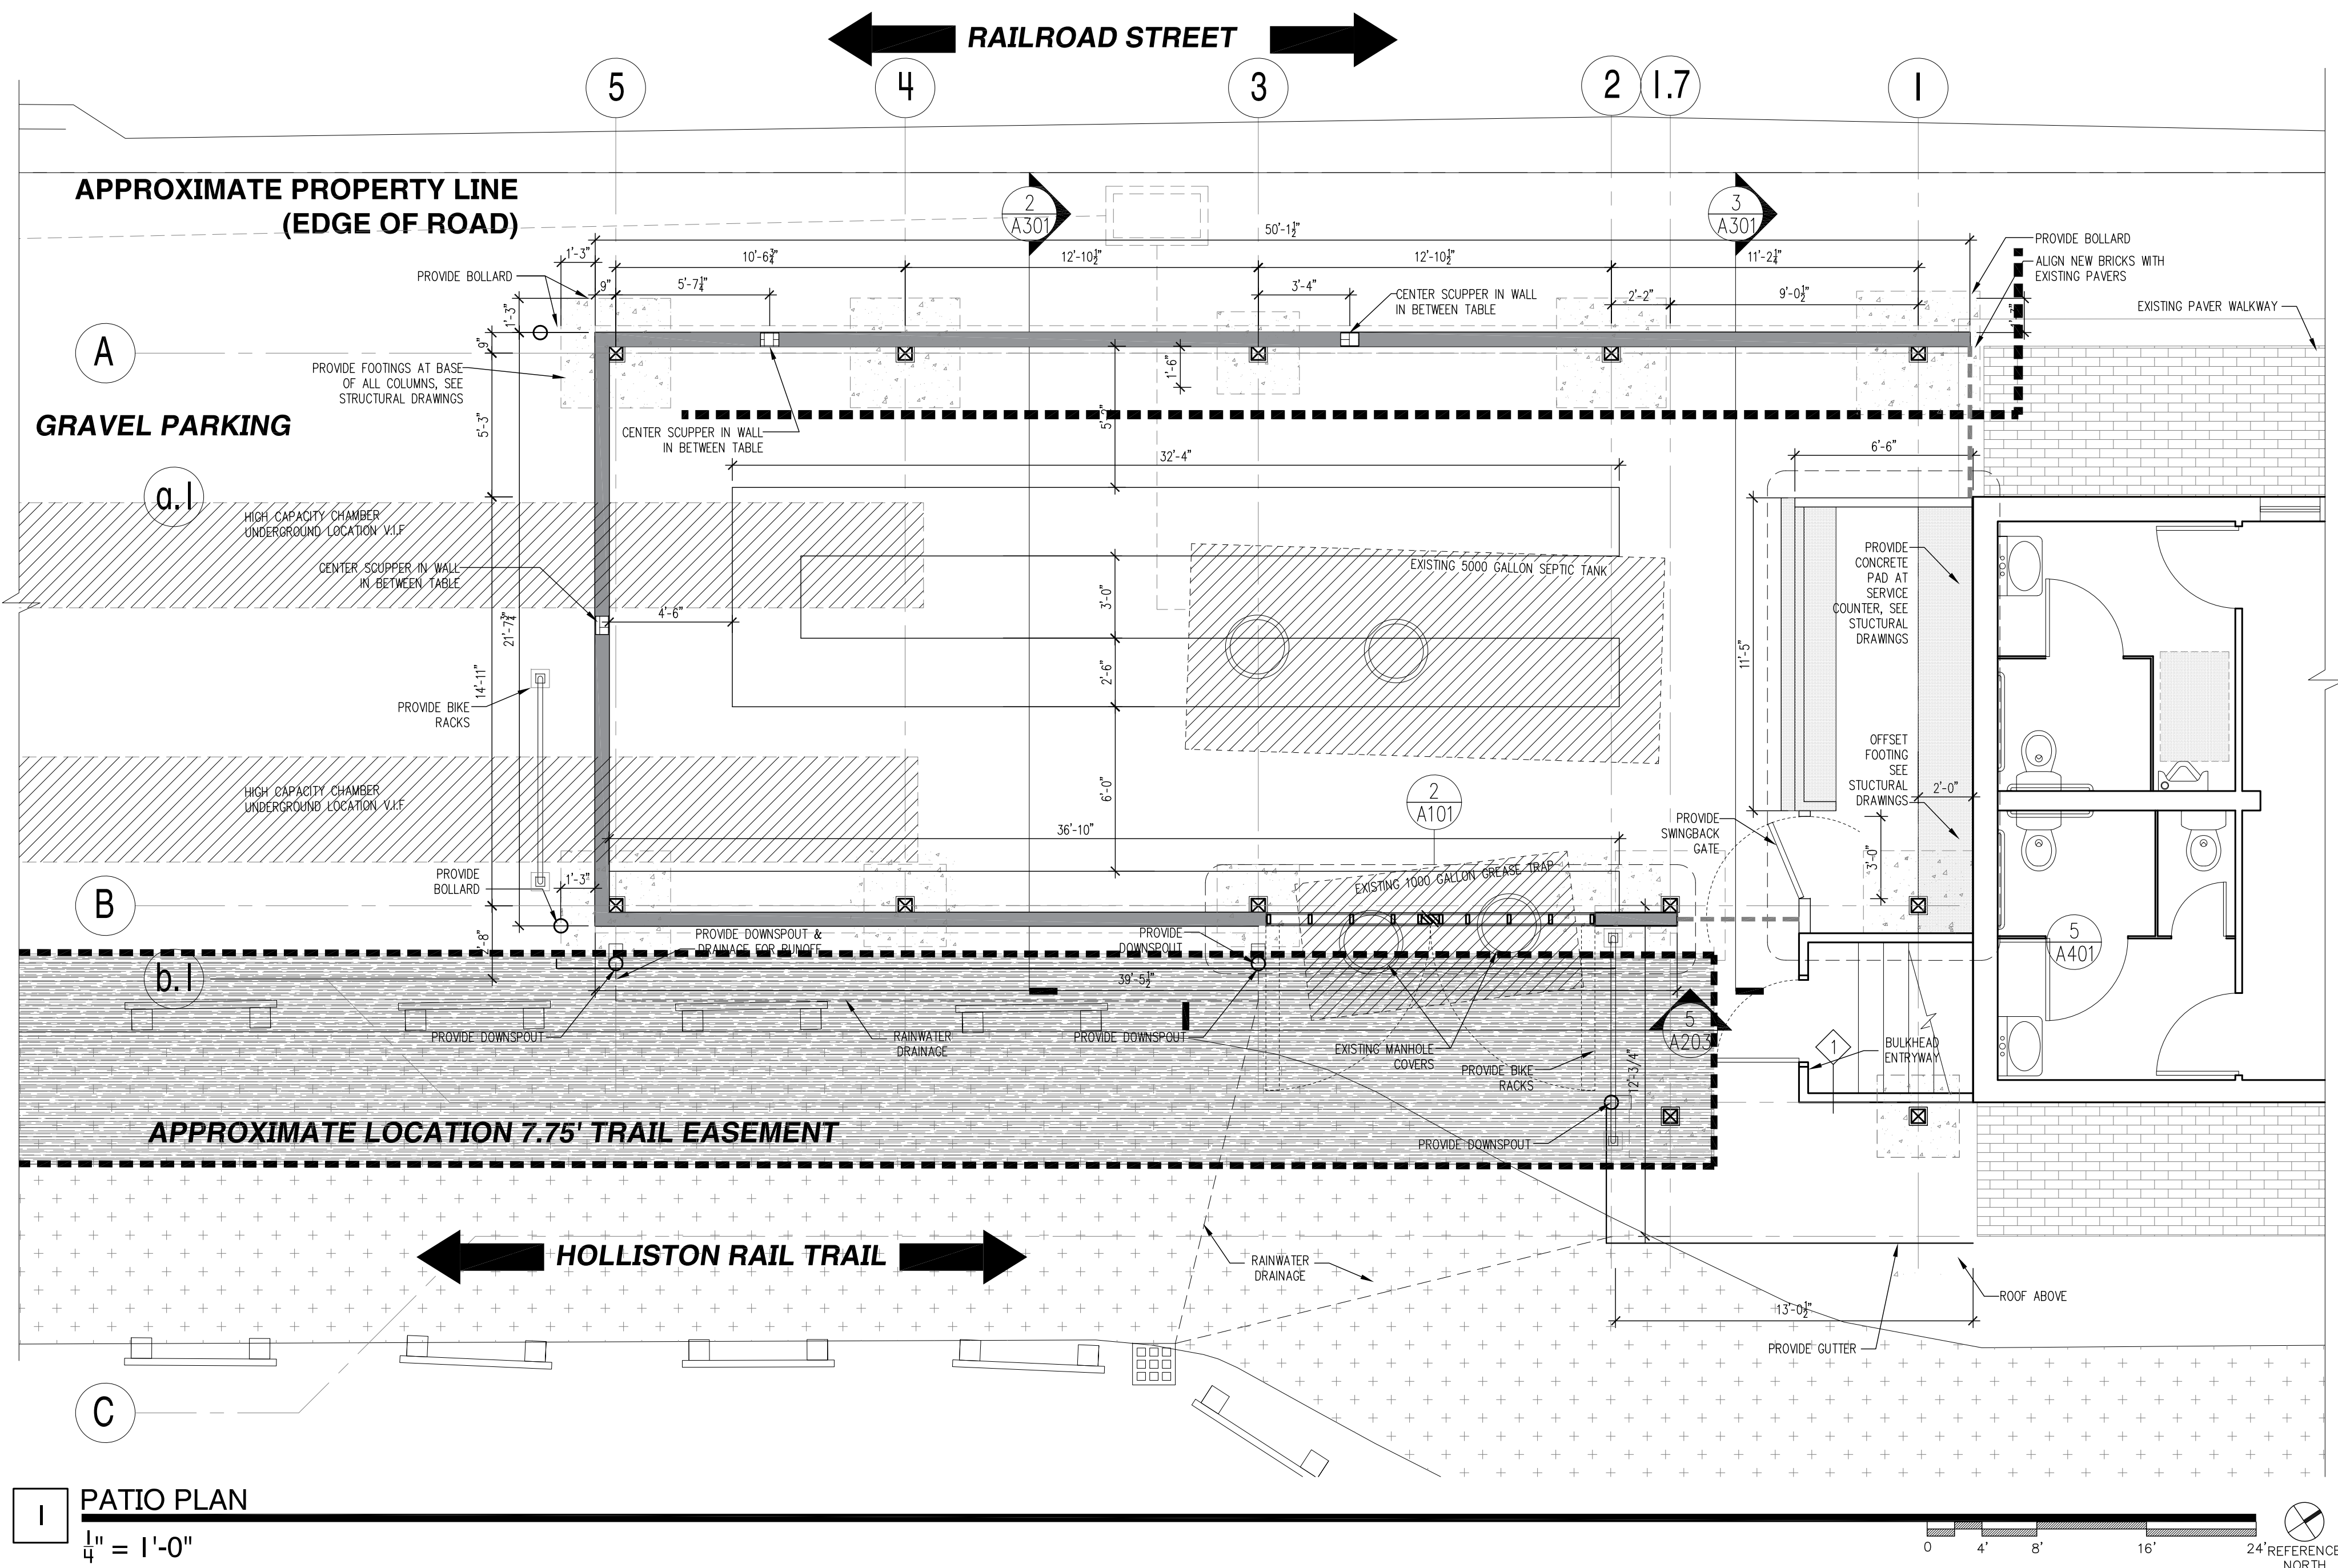 RAILROAD STREET
5
4
3
2
1.7
1
APPROXIMATE PROPERTY LINE
(EDGE OF ROAD)
2
A301
3
A301
50'-1½"
1'-3"
10'-6¾"
12'-10½"
12'-10½"
11'-2¼"
PROVIDE BOLLARD
ALIGN NEW BRICKS WITH
EXISTING PAVERS
EXISTING PAVER WALKWAY
PROVIDE BOLLARD
9"
5'-7¼"
3'-4"
CENTER SCUPPER IN WALL
IN BETWEEN TABLE
2'-2"
9'-0½"
1'-3"
A
9"
PROVIDE FOOTINGS AT BASE
OF ALL COLUMNS, SEE
STRUCTURAL DRAWINGS
1'-6"
GRAVEL PARKING
5'-3"
CENTER SCUPPER IN WALL
IN BETWEEN TABLE
32'-4"
6'-6"
a.1
HIGH CAPACITY CHAMBER
UNDERGROUND LOCATION V.I.F
CENTER SCUPPER IN WALL
IN BETWEEN TABLE
EXISTING 5000 GALLON SEPTIC TANK
PROVIDE
CONCRETE
PAD AT
SERVICE
COUNTER, SEE
STUCTURAL
DRAWINGS
3'-0"
4'-6"
21'-7¾"
14'-11"
2'-6"
11'-5"
PROVIDE BIKE
RACKS
OFFSET
FOOTING
SEE
STUCTURAL
DRAWINGS
2'-0"
HIGH CAPACITY CHAMBER
UNDERGROUND LOCATION V.I.F
6'-0"
2
A101
36'-10"
PROVIDE
SWINGBACK
GATE
3'-0"
PROVIDE
BOLLARD
1'-3"
EXISTING 1000 GALLON GREASE TRAP
B
PROVIDE DOWNSPOUT &
DRAINAGE FOR RUNOFF
PROVIDE
DOWNSPOUT
5
A401
2'-8"
b.1
39'-5½"
PROVIDE DOWNSPOUT
RAINWATER
DRAINAGE
PROVIDE DOWNSPOUT
EXISTING MANHOLE
COVERS
PROVIDE BIKE
RACKS
5
A203
12'-3/4"
1
BULKHEAD
ENTRYWAY
APPROXIMATE LOCATION 7.75' TRAIL EASEMENT
PROVIDE DOWNSPOUT
HOLLISTON RAIL TRAIL
RAINWATER
DRAINAGE
ROOF ABOVE
13'-0½"
PROVIDE GUTTER
C
1
PATIO PLAN
¼" = 1'-0"
0 4' 8' 16' 24'
REFERENCE
NORTH